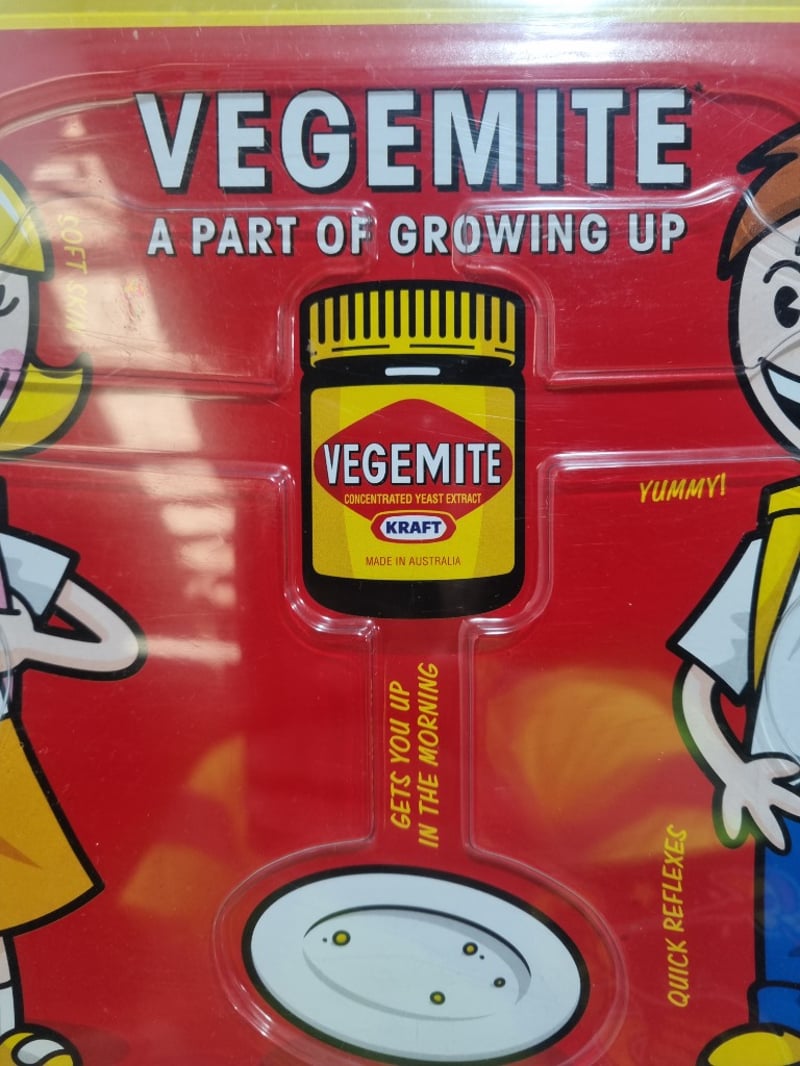 VEGEMITE
A PART OF GROWING UP
SOFT SKIN
VEGEMITE
CONCENTRATED YEAST EXTRACT
KRAFT
MADE IN AUSTRALIA
YUMMY!
GETS YOU UP
IN THE MORNING
QUICK REFLEXES